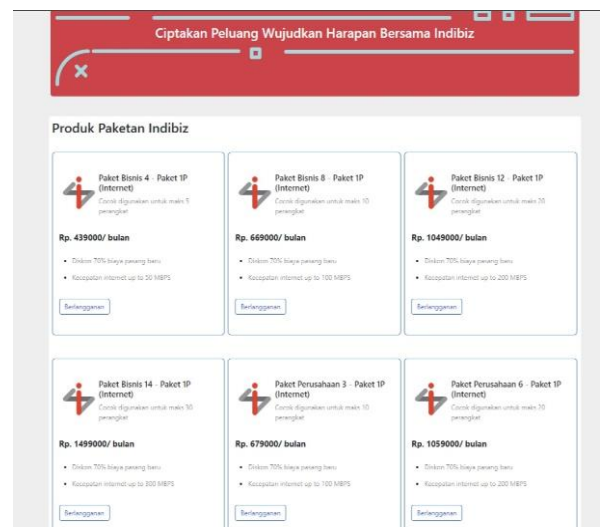 Ciptakan Peluang Wujudkan Harapan Bersama Indibiz
Produk Paketan Indibiz
Paket Bisnis 4 - Paket 1P
(Internet)
Cocok digunakan untuk maks 5
perangkat
Rp. 439000/ bulan
Diskon 70% biaya pasang baru
Kecepatan internet up to 50 MBPS
Berlangganan
Paket Bisnis 8 - Paket 1P
(Internet)
Cocok digunakan untuk maks 10
perangkat
Rp. 669000/ bulan
Diskon 70% biaya pasang baru
Kecepatan internet up to 100 MBPS
Berlangganan
Paket Bisnis 12 - Paket 1P
(Internet)
Cocok digunakan untuk maks 20
perangkat
Rp. 1049000/ bulan
Diskon 70% biaya pasang baru
Kecepatan internet up to 200 MBPS
Berlangganan
Paket Bisnis 14 - Paket 1P
(Internet)
Cocok digunakan untuk maks 30
perangkat
Rp. 1499000/ bulan
Diskon 70% biaya pasang baru
Kecepatan internet up to 300 MBPS
Berlangganan
Paket Perusahaan 3 - Paket 1P
(Internet)
Cocok digunakan untuk maks 10
perangkat
Rp. 679000/ bulan
Diskon 70% biaya pasang baru
Kecepatan internet up to 100 MBPS
Berlangganan
Paket Perusahaan 6 - Paket 1P
(Internet)
Cocok digunakan untuk maks 20
perangkat
Rp. 1059000/ bulan
Diskon 70% biaya pasang baru
Kecepatan internet up to 200 MBPS
Berlangganan